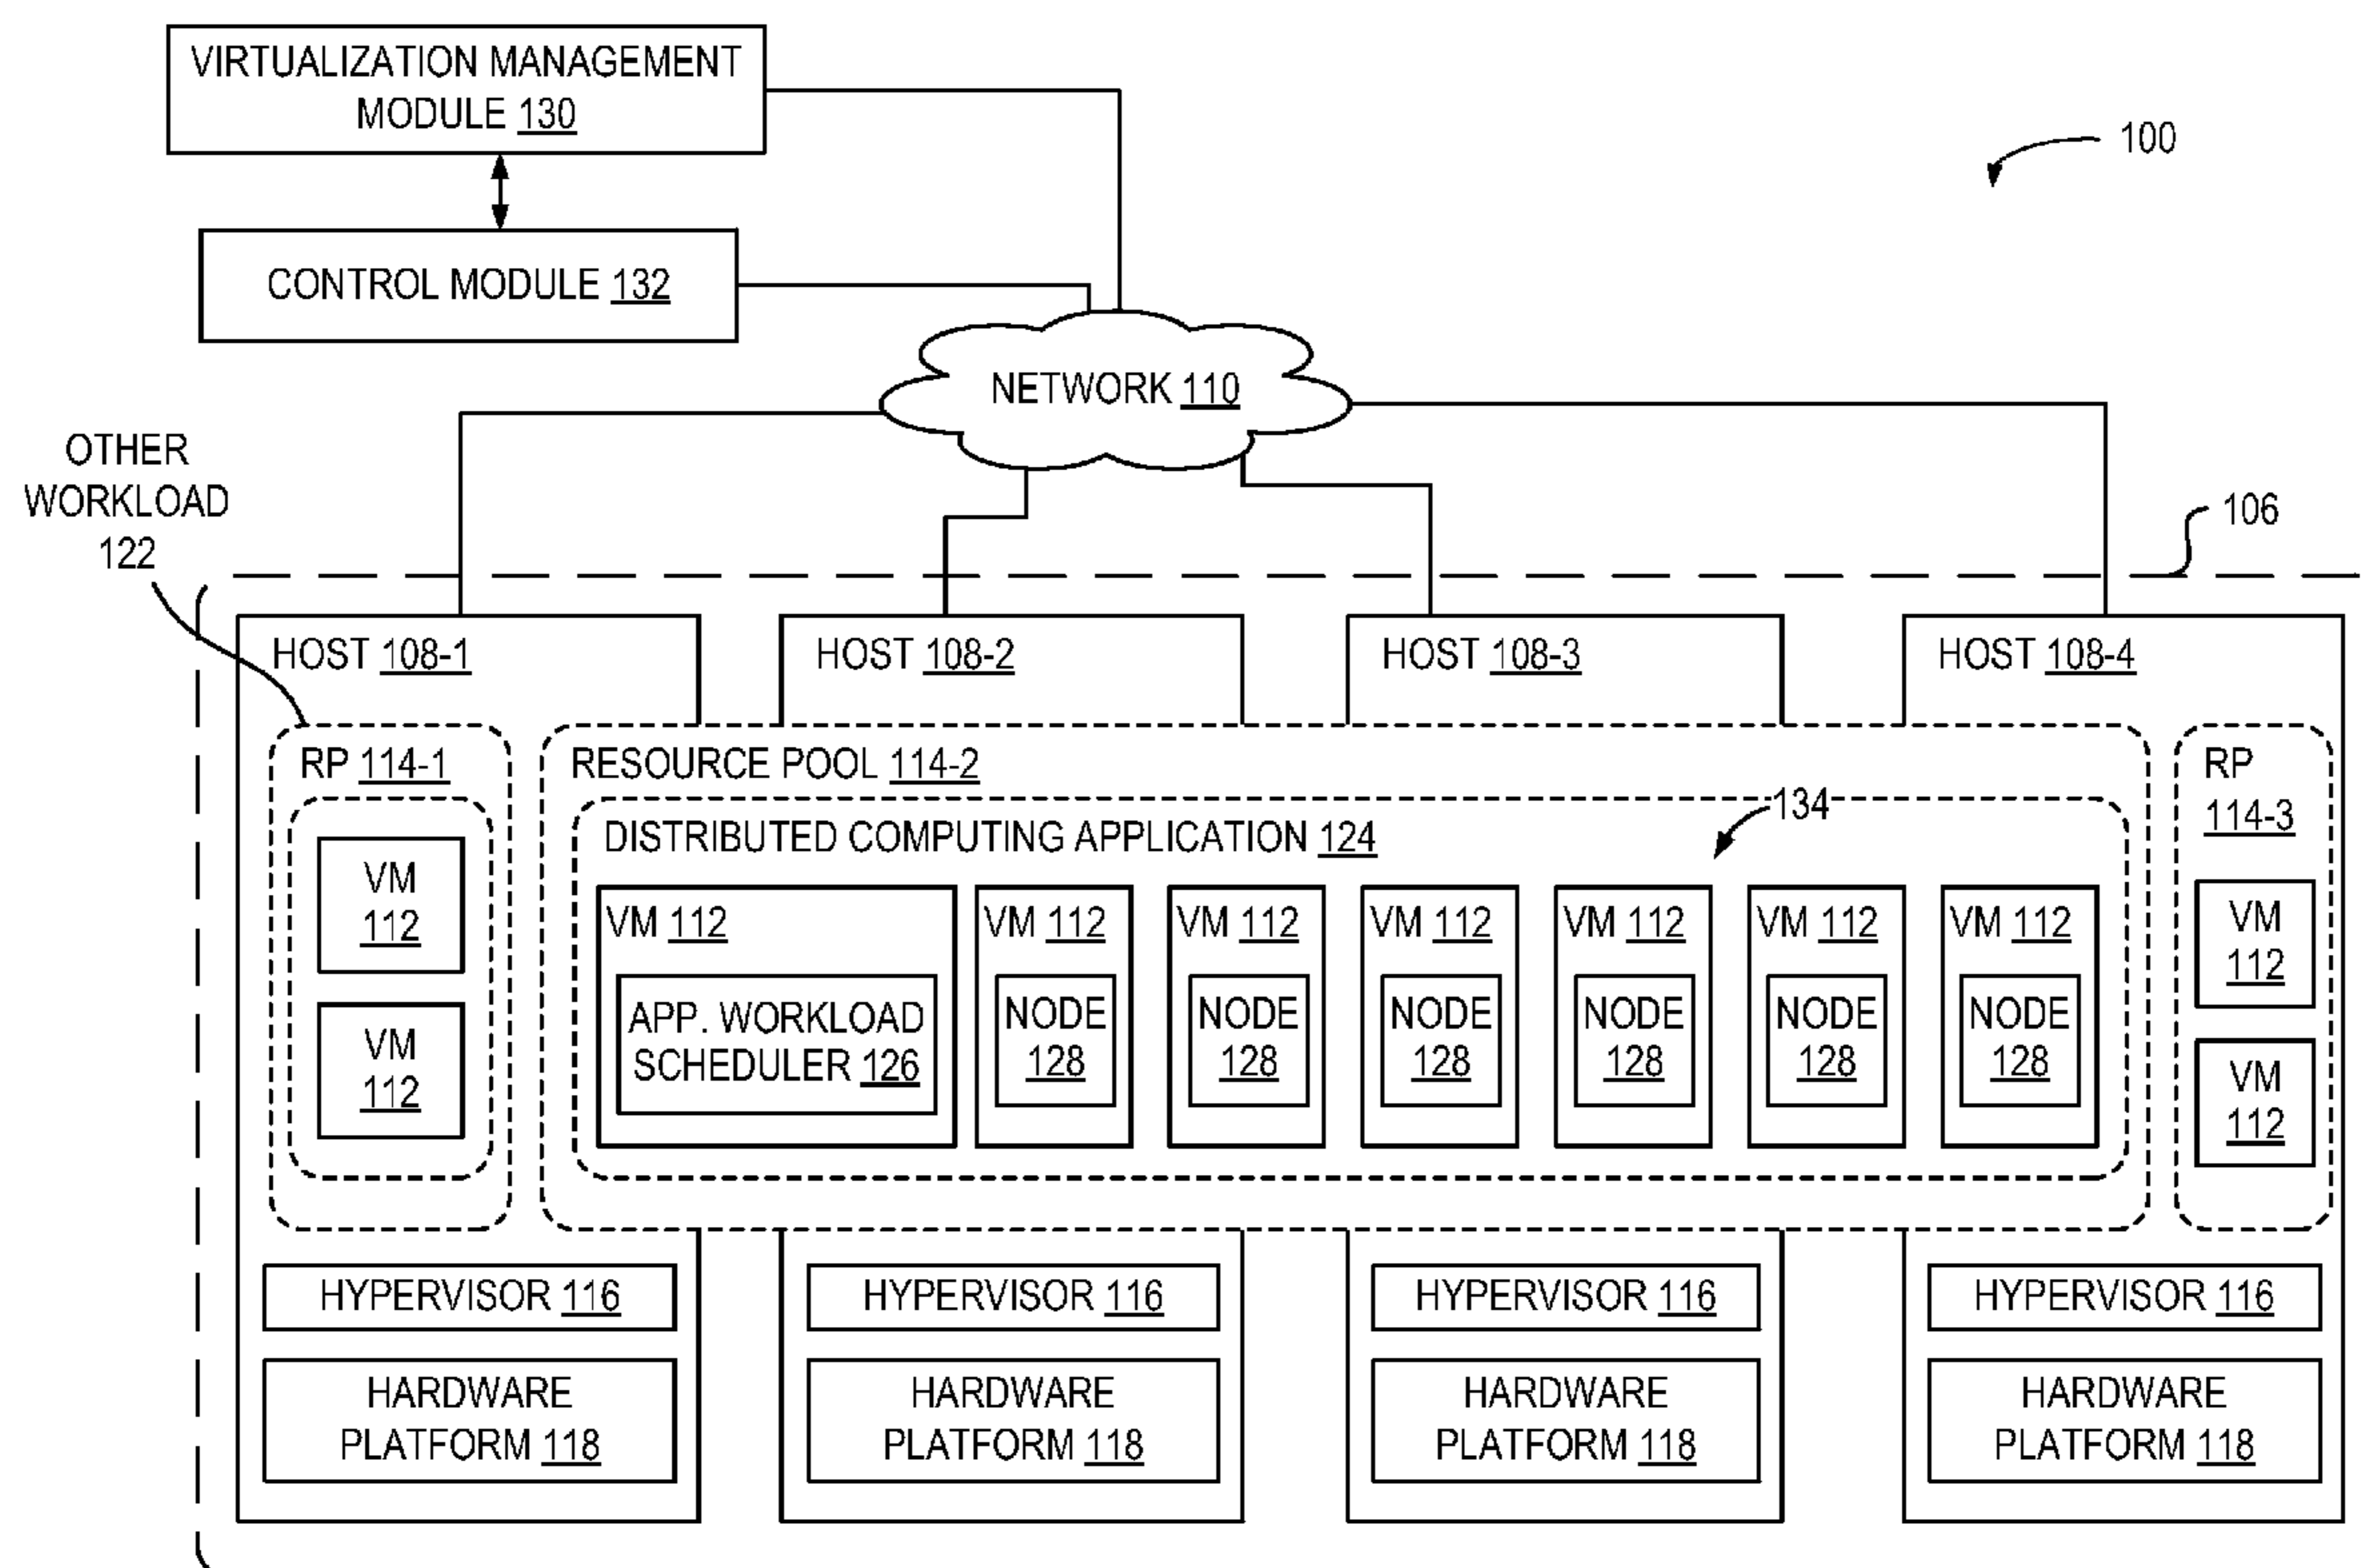 VIRTUALIZATION MANAGEMENT
MODULE 130
100
CONTROL MODULE 132
NETWORK 110
OTHER
WORKLOAD
122
106
HOST 108-1
HOST 108-2
HOST 108-3
HOST 108-4
RP 114-1
VM
112
VM
112
RESOURCE POOL 114-2
134
DISTRIBUTED COMPUTING APPLICATION 124
VM 112
APP. WORKLOAD
SCHEDULER 126
VM 112
NODE
128
VM 112
NODE
128
VM 112
NODE
128
VM 112
NODE
128
VM 112
NODE
128
VM 112
NODE
128
RP
114-3
VM
112
VM
112
HYPERVISOR 116
HYPERVISOR 116
HYPERVISOR 116
HYPERVISOR 116
HARDWARE
PLATFORM 118
HARDWARE
PLATFORM 118
HARDWARE
PLATFORM 118
HARDWARE
PLATFORM 118